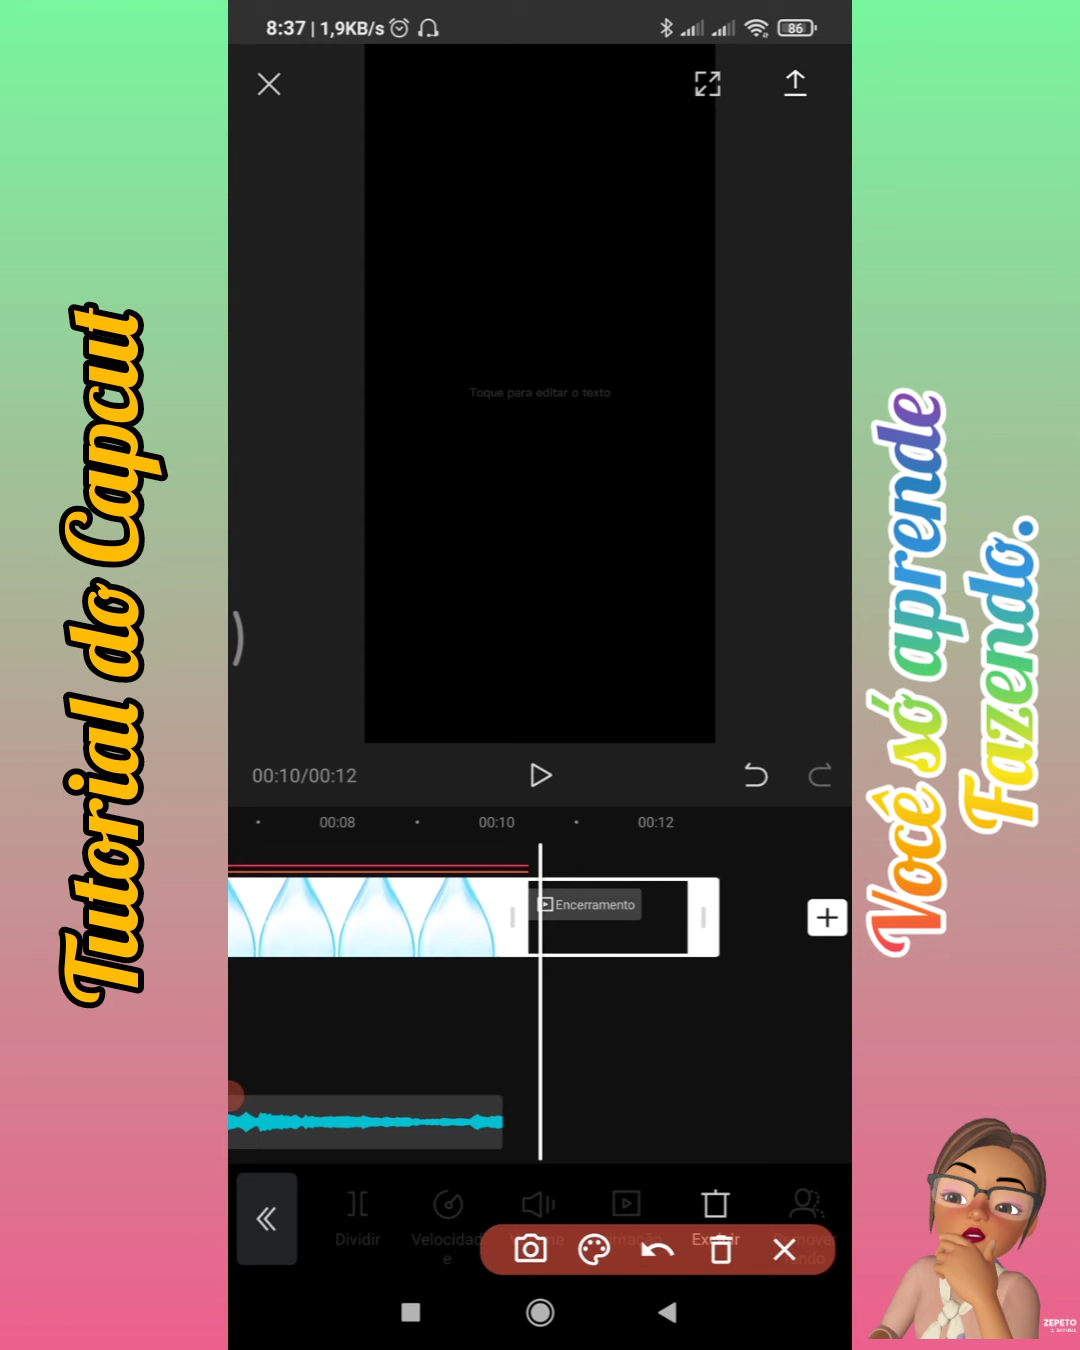 8:37 | 1,9KB/s
86
Toque para editar o texto
00:10/00:12
00:08
00:10
00:12
Encerramento
Dividir
Velocidad
e
Tutorial do Capcut
Você só aprende
Fazendo.
ZEPETO